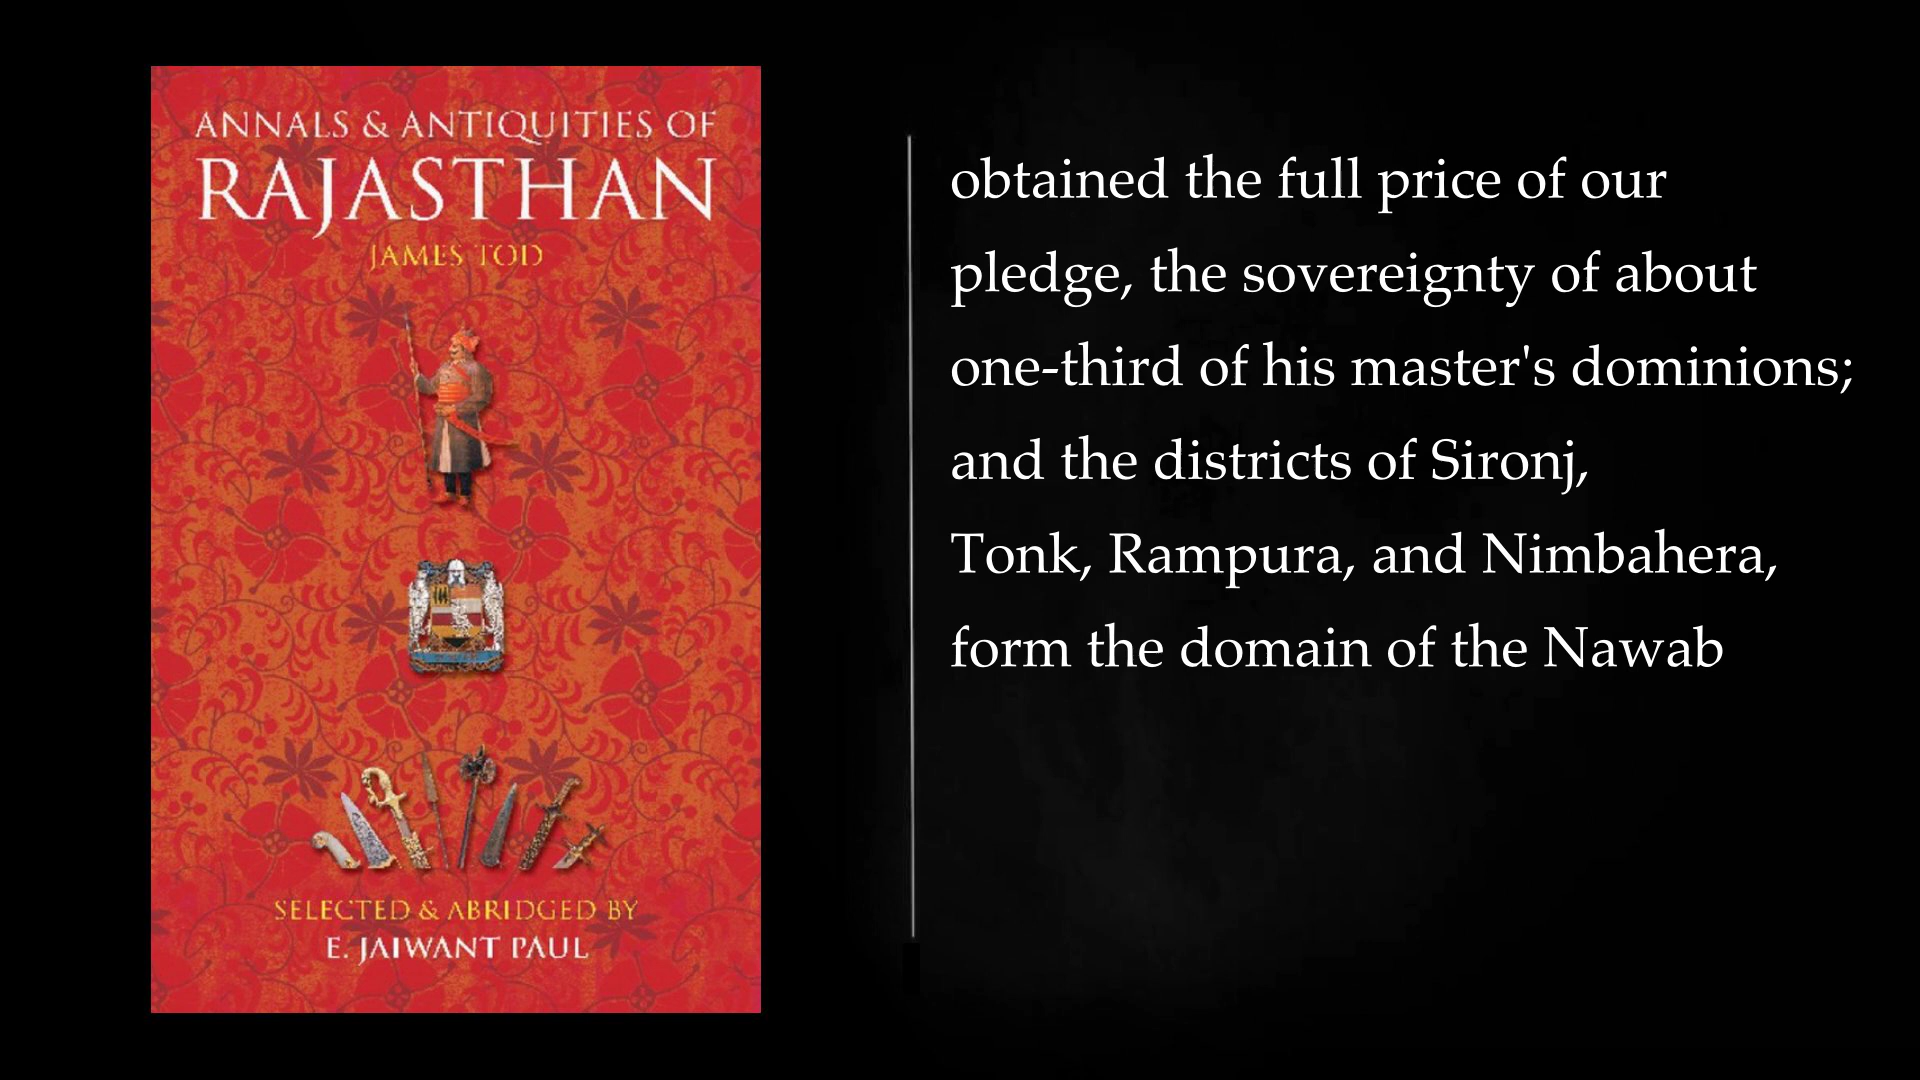 ANNALS & ANTIQUITIES OF
RAJASTHAN
JAMES TOD
SELECTED & ABRIDGED BY
E. JAIWANT PAUL
obtained the full price of our
pledge, the sovereignty of about
one-third of his master's dominions;
and the districts of Sironj,
Tonk, Rampura, and Nimbahera,
form the domain of the Nawab